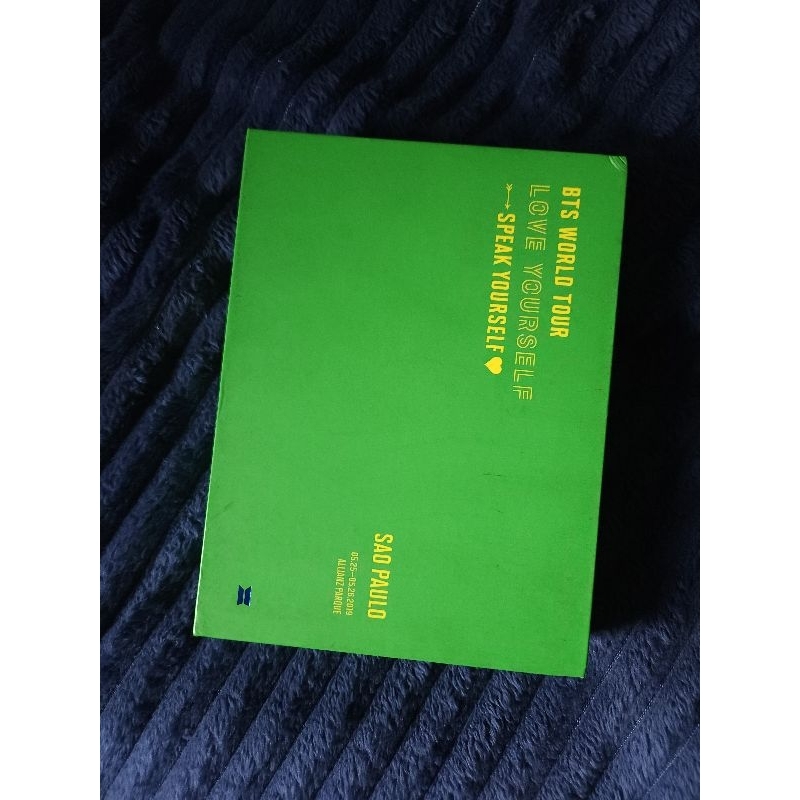 BTS WORLD TOUR
LOVE YOURSELF
SPEAK YOURSELF
SAO PAULO
05.25–05.26.2019
ALLIANZ PARQUE